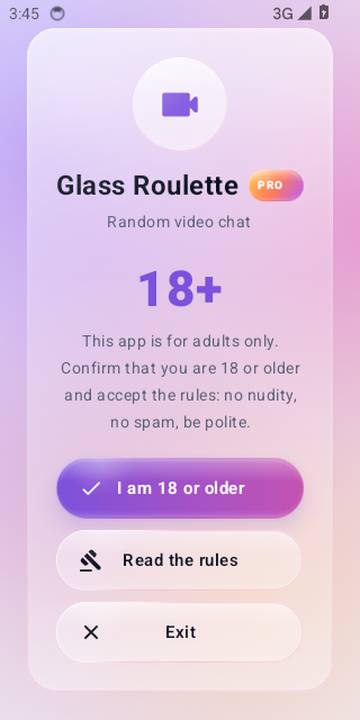 3:45
3G
Glass Roulette PRO
Random video chat
18+
This app is for adults only.
Confirm that you are 18 or older
and accept the rules: no nudity,
no spam, be polite.
I am 18 or older
Read the rules
Exit